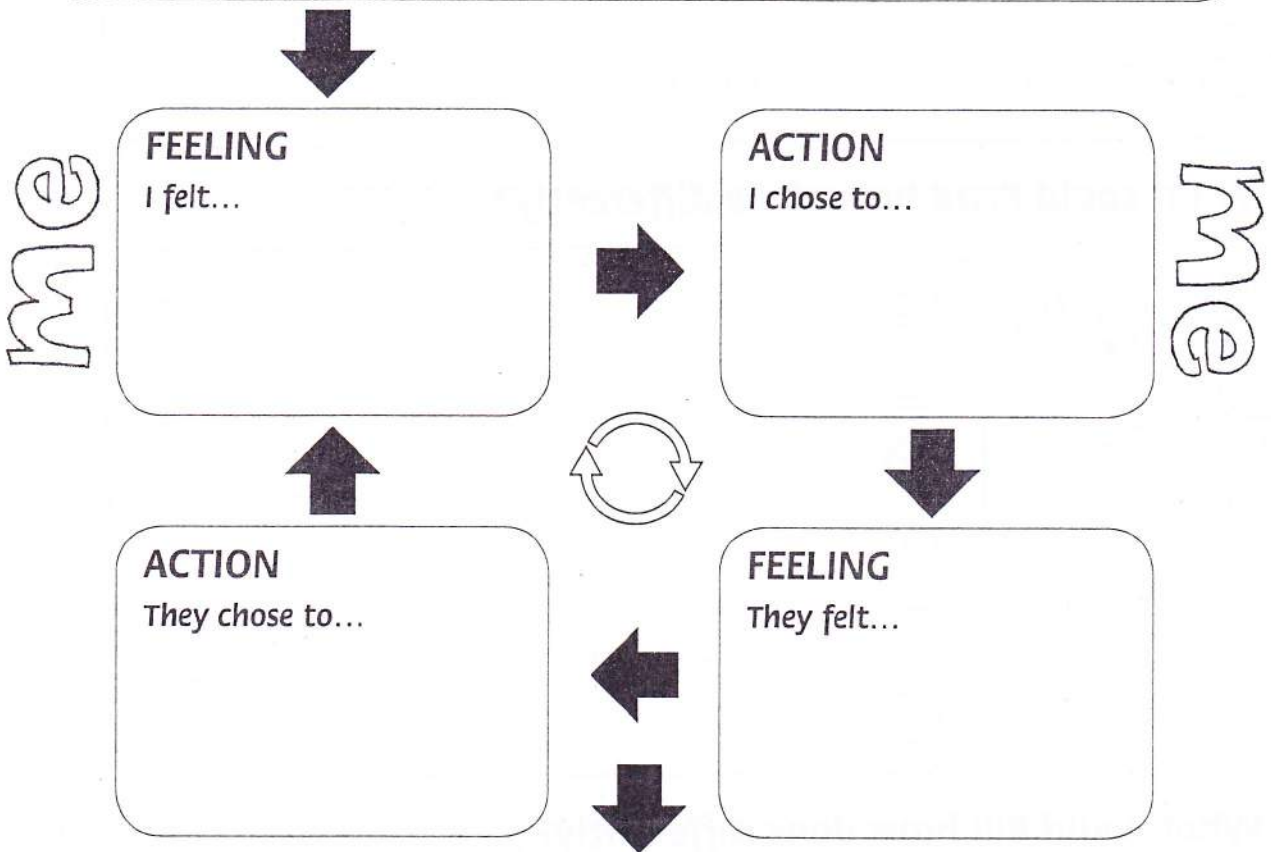 FEELING
I felt...
ACTION
I chose to...
me
me
ACTION
They chose to...
FEELING
They felt...